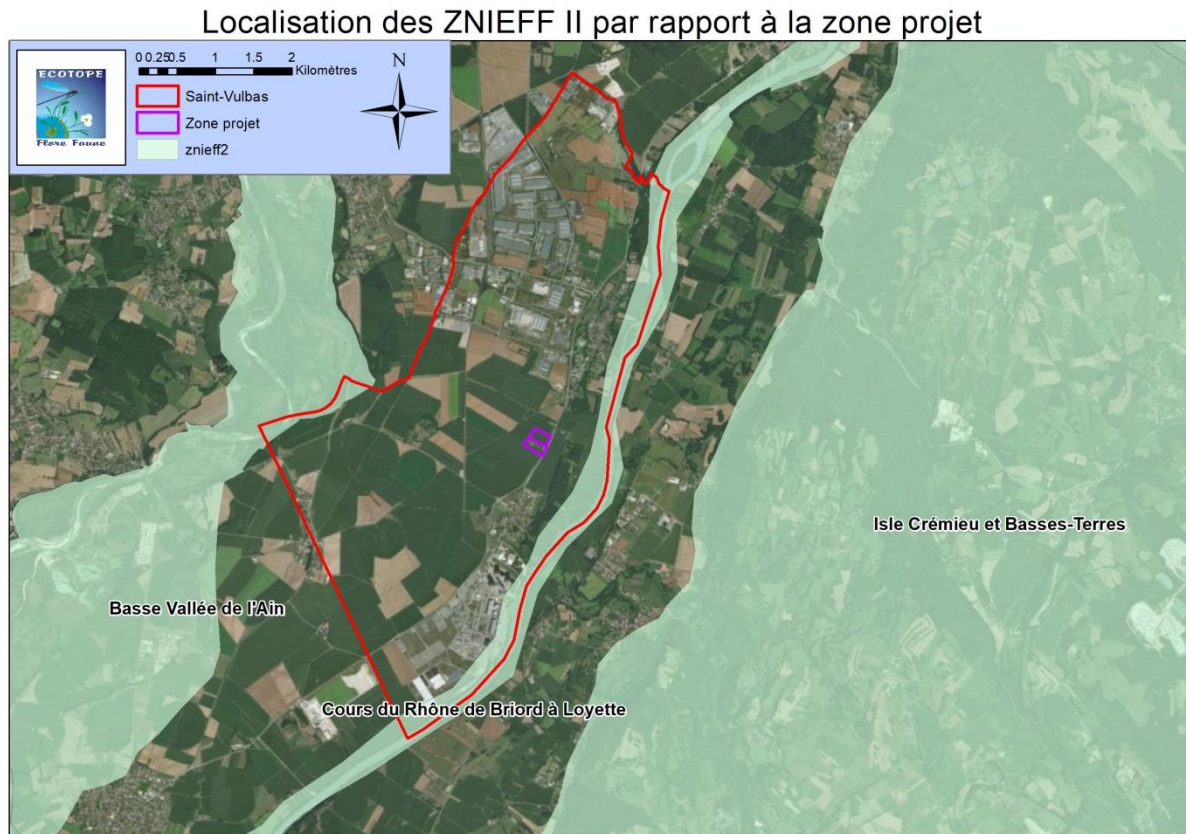 Localisation des ZNIEFF II par rapport à la zone projet
ECOTOPE
Flore Faune
0 0.250.5 1 1.5 2
Kilomètres
N
Saint-Vulbas
Zone projet
znieff2
Isle Crémieu et Basses-Terres
Basse Vallée de l'Ain
Cours du Rhône de Briord à Loyette